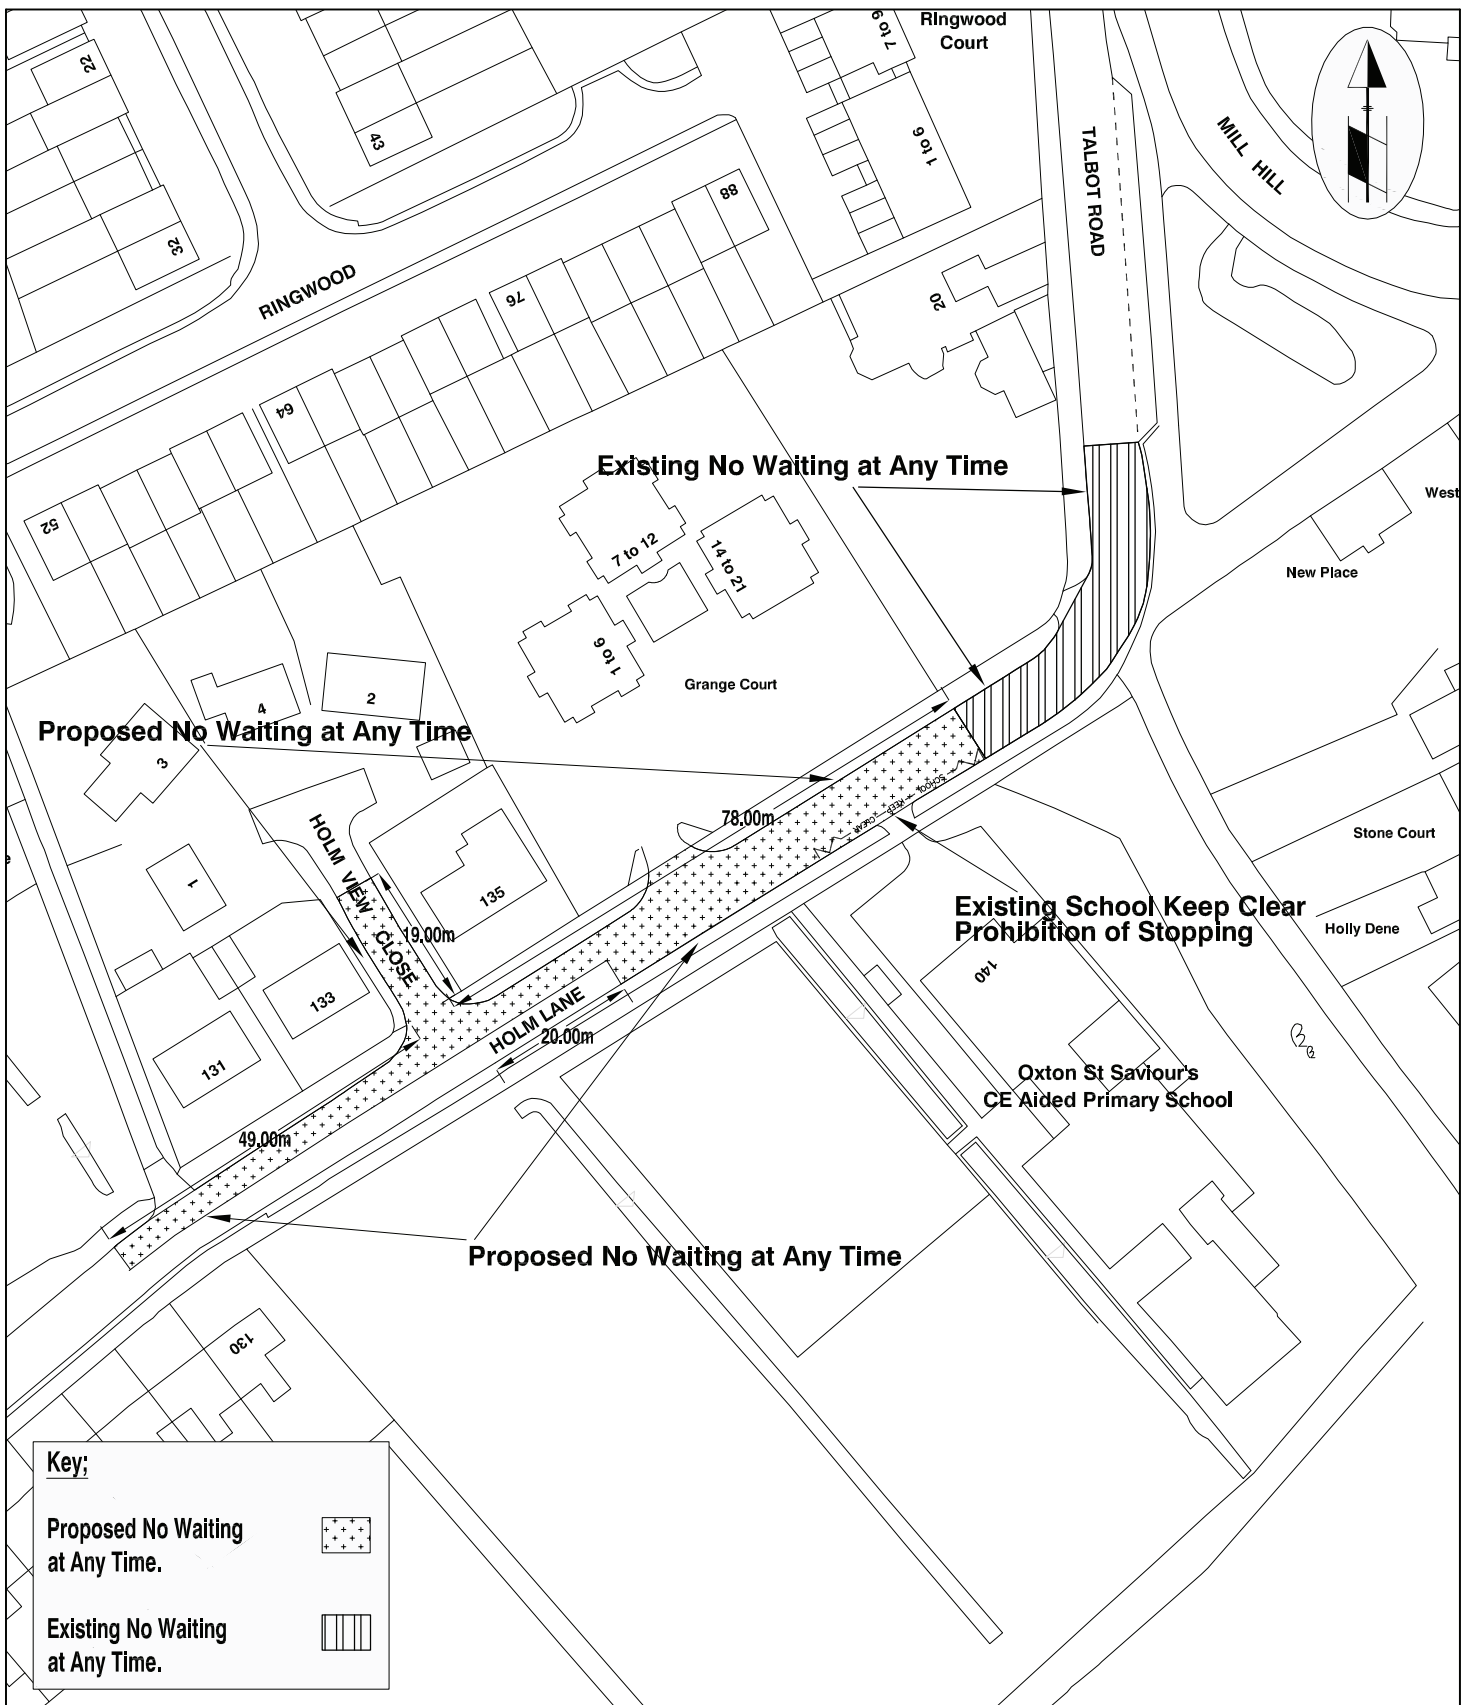 22
43
7 to 9
RIngwood
Court
1 to 6
TALBOT ROAD
MILL HILL
32
RINGWOOD
88
76
20
64
52
Existing No Waiting at Any Time
West
7 to 12
14 to 21
New Place
1 to 6
Grange Court
4
2
3
Proposed No Waiting at Any Time
HOLM VIEW CLOSE
78.00m
SCHOOL KEEP CLEAR
Stone Court
1
135
19.00m
Existing School Keep Clear
Prohibition of Stopping
Holly Dene
140
133
HOLM LANE
20.00m
131
Oxton St Saviour's
CE Aided Primary School
49.00m
Proposed No Waiting at Any Time
130
Key;
Proposed No Waiting
at Any Time.
Existing No Waiting
at Any Time.